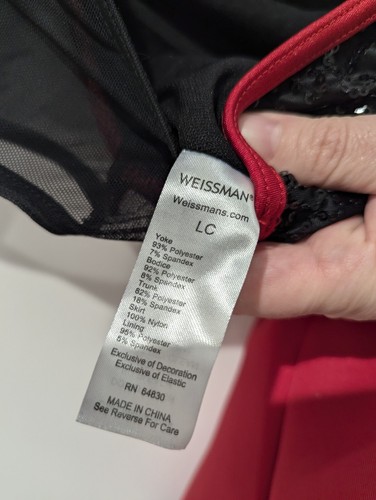 WEISSMAN®
Weissmans.com
LC
Yoke
93% Polyester
7% Spandex
Bodice
92% Polyester
8% Spandex
Trunk
82% Polyester
18% Spandex
Skirt
100% Nylon
Lining
95% Polyester
5% Spandex
Exclusive of Decoration
Exclusive of Elastic
RN 64830
MADE IN CHINA
See Reverse For Care